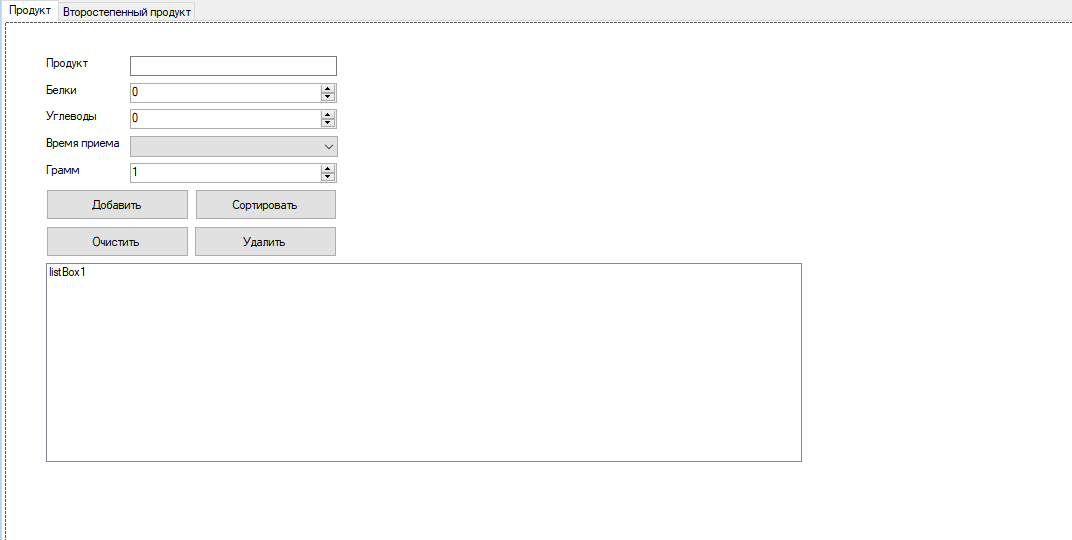 Продукт Второстепенный продукт
Продукт
Белки 0
Углеводы 0
Время приема
Грамм 1
Добавить Сортировать
Очистить Удалить
listBox1